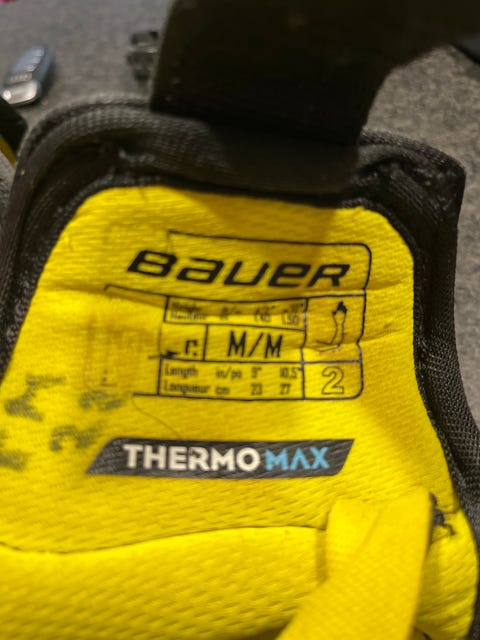 BAUER
r. M/M
Length in/po 9" 10.5"
Longueur cm 23 27
2
THERMOMAX